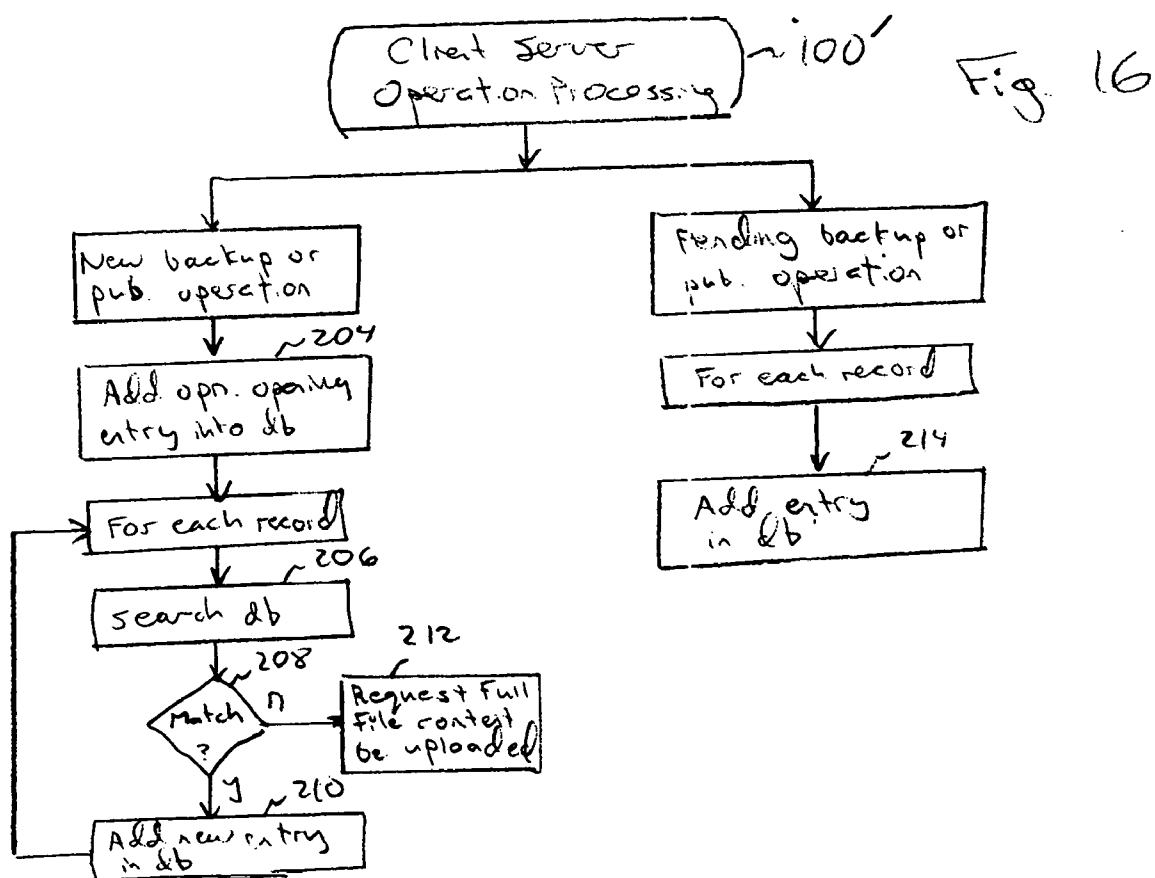 Client Server
Operation Processing
100'
Fig. 16
New backup or
pub. operation
204
Add opn. opening
entry into db
For each record
206
search db
208
Match
?
n
212
Request Full
File content
be uploaded
y
210
Add new entry
in db
Pending backup or
pub. operation
For each record
214
Add entry
in db